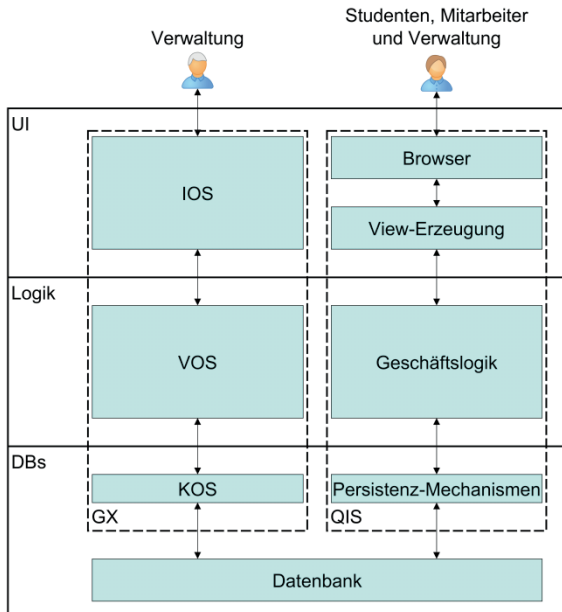 Verwaltung
Studenten, Mitarbeiter
und Verwaltung
UI
IOS
Browser
View-Erzeugung
Logik
VOS
Geschäftslogik
DBs
KOS
Persistenz-Mechanismen
GX
QIS
Datenbank